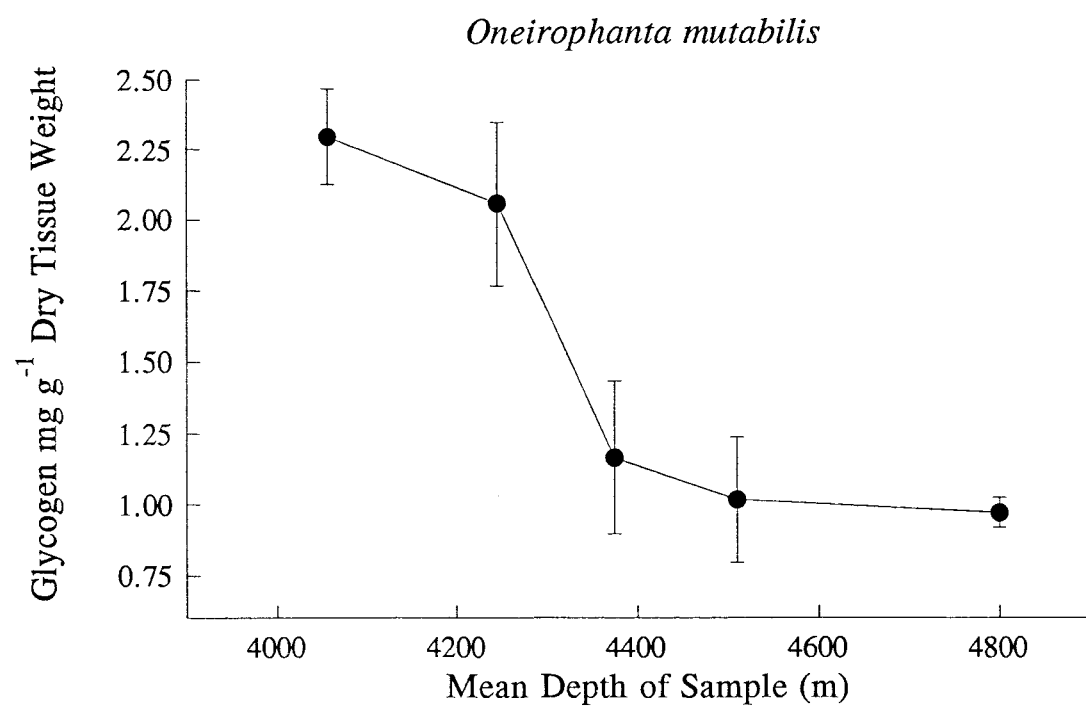 Oneirophanta mutabilis
Glycogen mg g⁻¹ Dry Tissue Weight
2.50
2.25
2.00
1.75
1.50
1.25
1.00
0.75
4000 4200 4400 4600 4800
Mean Depth of Sample (m)